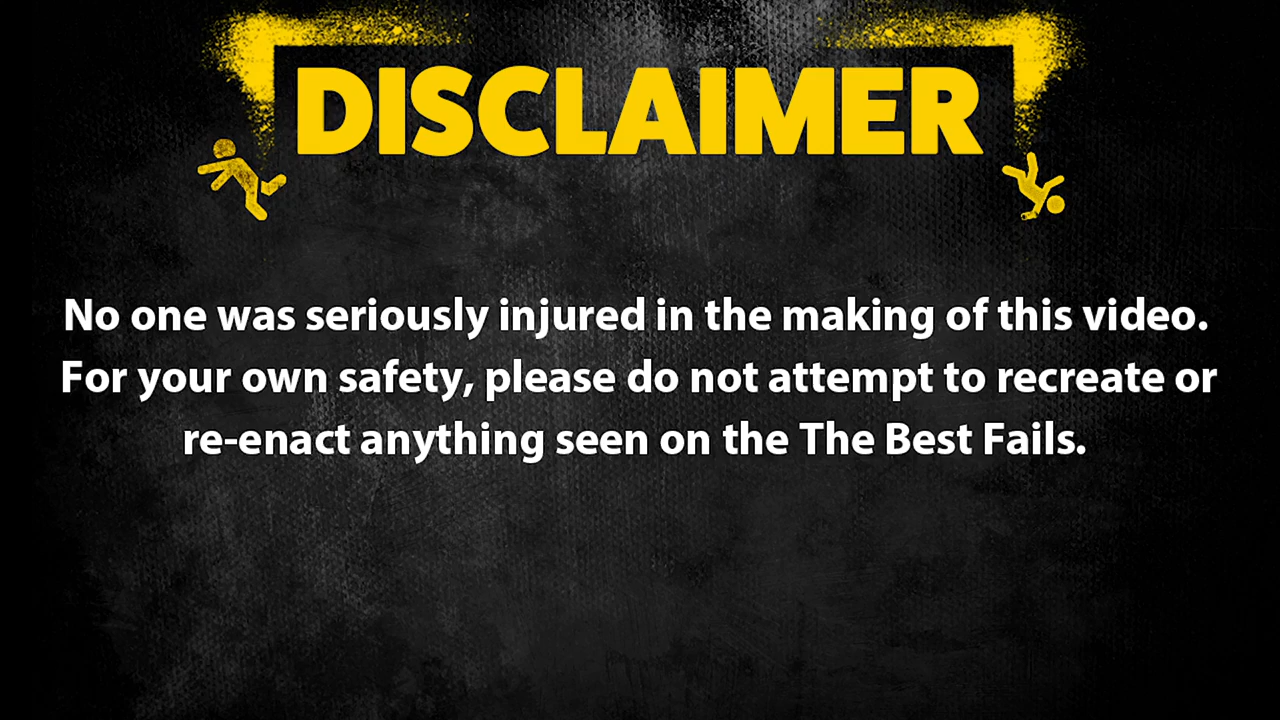 DISCLAIMER
No one was seriously injured in the making of this video.
For your own safety, please do not attempt to recreate or
re-enact anything seen on the The Best Fails.